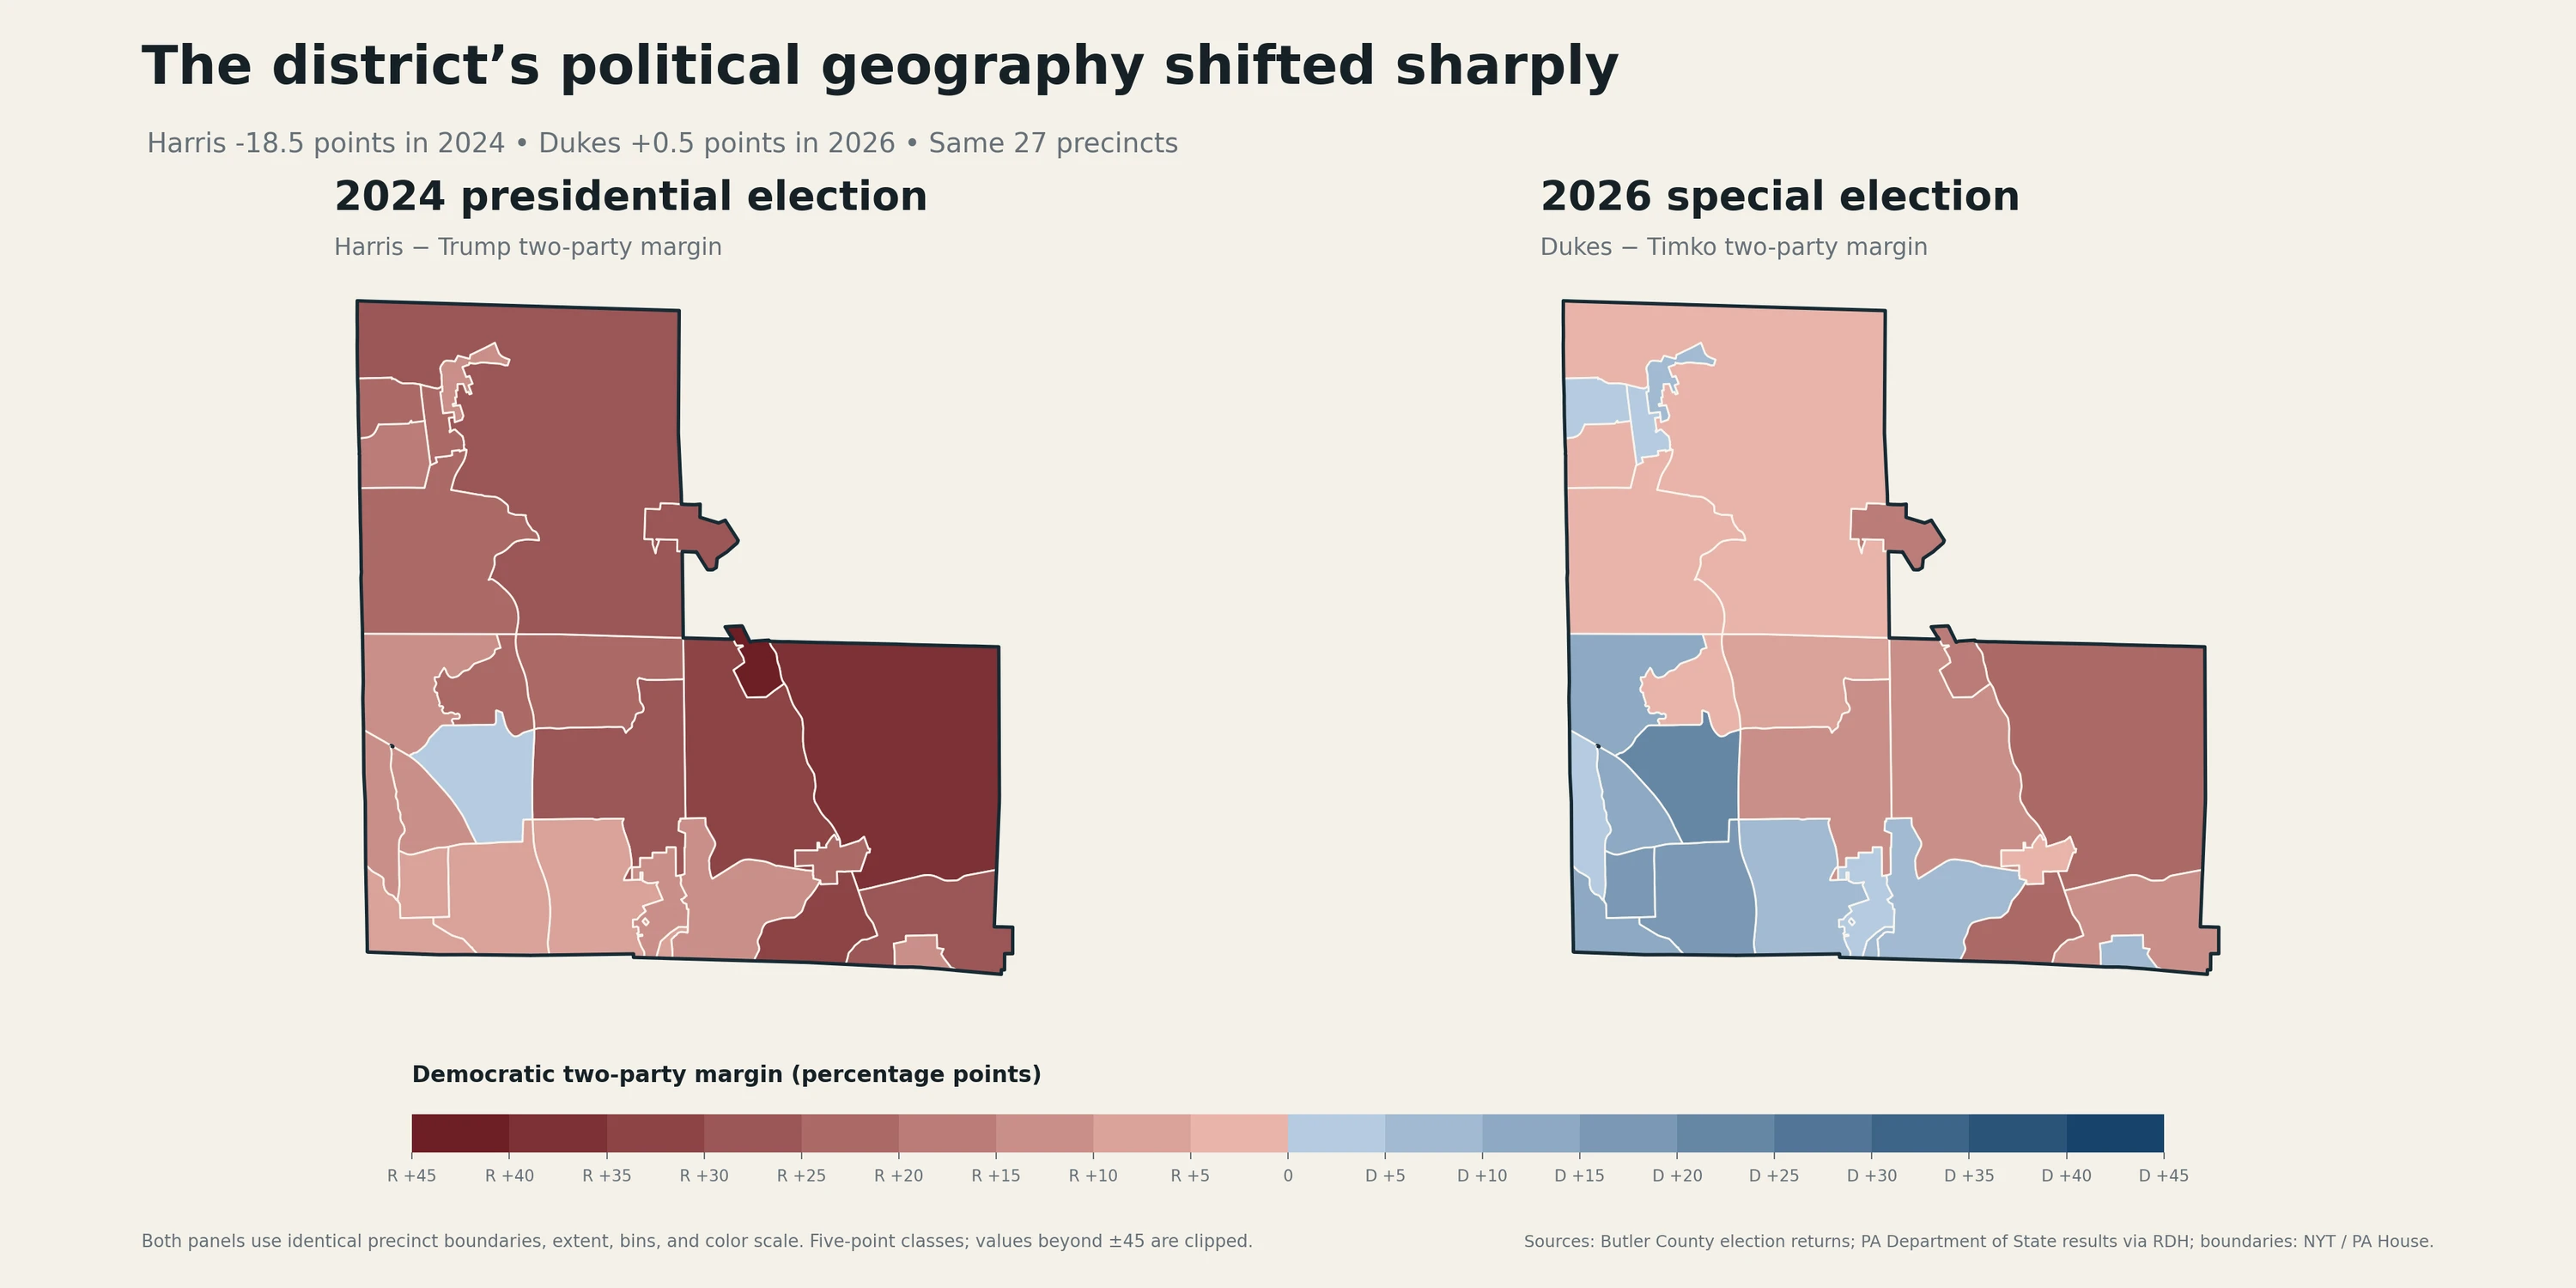 The district’s political geography shifted sharply
Harris -18.5 points in 2024 • Dukes +0.5 points in 2026 • Same 27 precincts
2024 presidential election
Harris − Trump two-party margin
2026 special election
Dukes − Timko two-party margin
Democratic two-party margin (percentage points)
R +45 R +40 R +35 R +30 R +25 R +20 R +15 R +10 R +5 0 D +5 D +10 D +15 D +20 D +25 D +30 D +35 D +40 D +45
Both panels use identical precinct boundaries, extent, bins, and color scale. Five-point classes; values beyond ±45 are clipped.
Sources: Butler County election returns; PA Department of State results via RDH; boundaries: NYT / PA House.